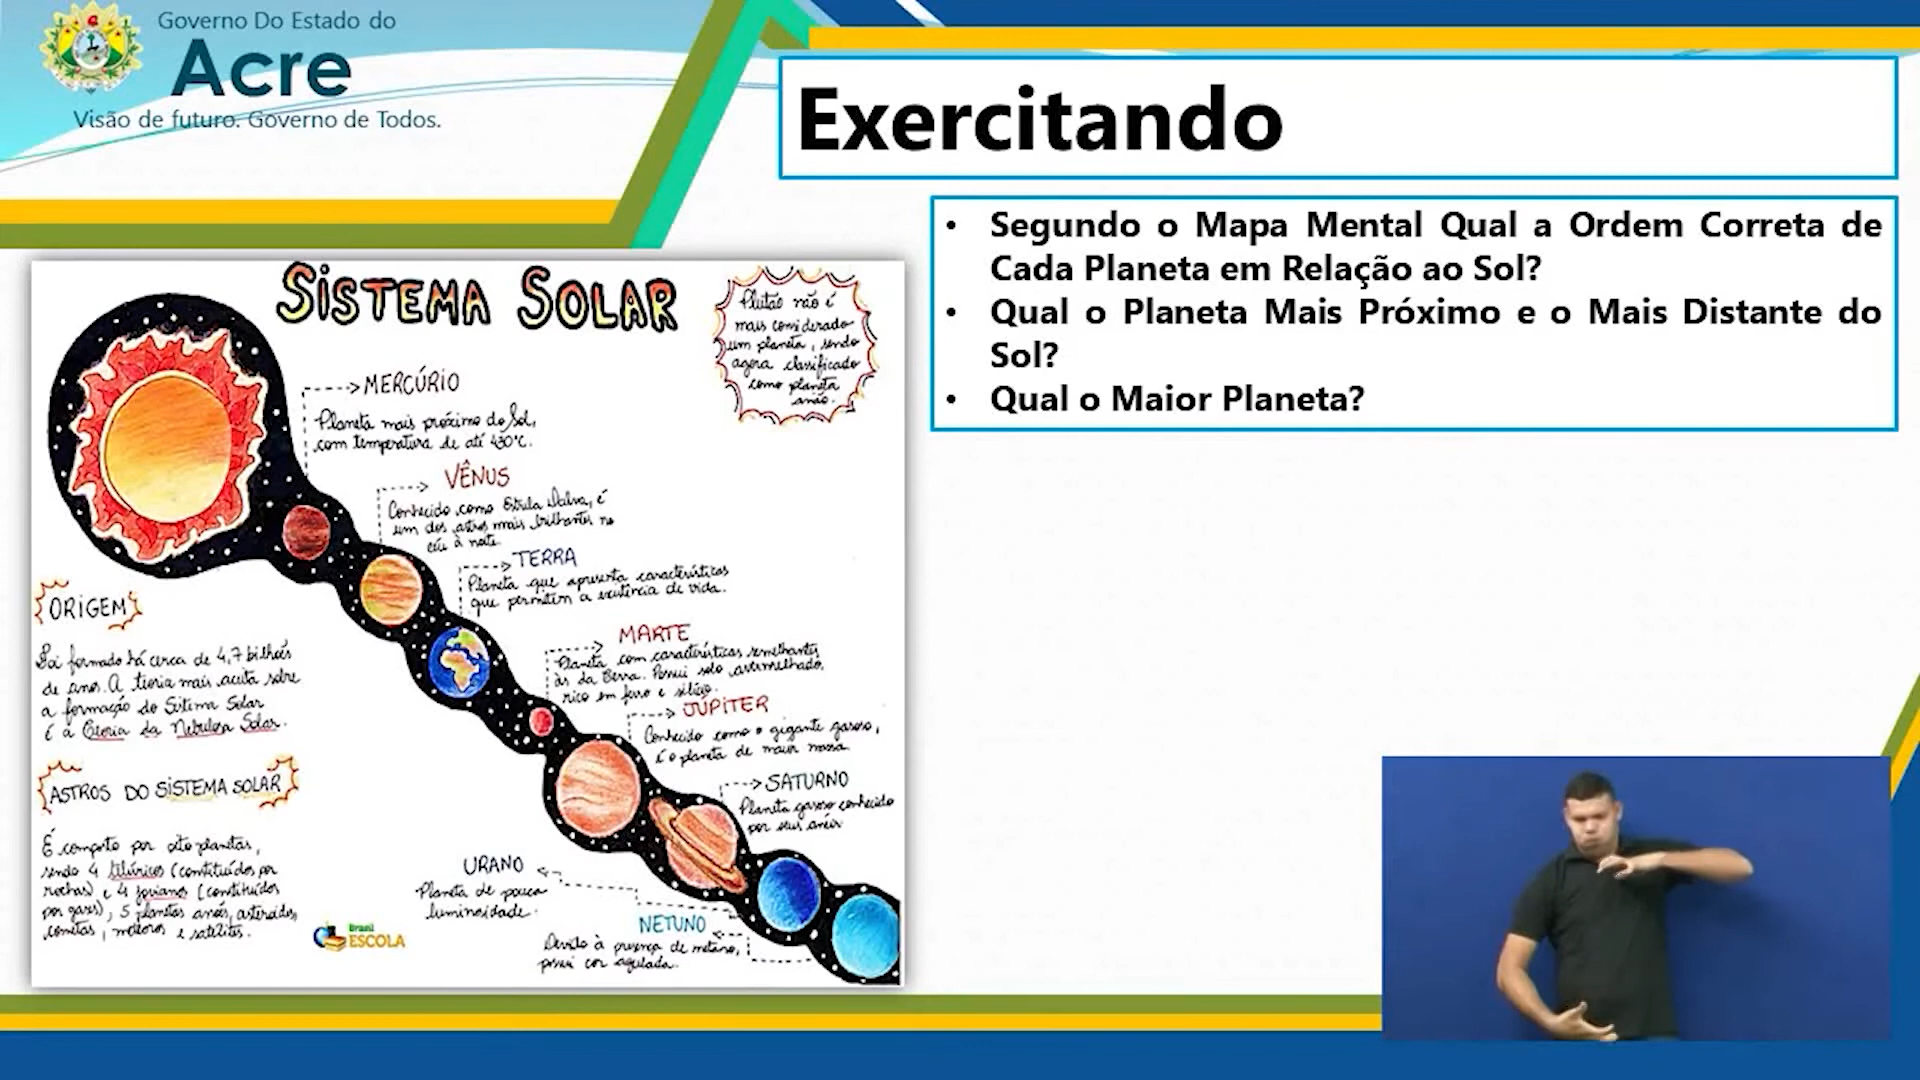 Governo Do Estado do
Acre
Visão de futuro. Governo de Todos.
Exercitando
• Segundo o Mapa Mental Qual a Ordem Correta de
Cada Planeta em Relação ao Sol?
• Qual o Planeta Mais Próximo e o Mais Distante do
Sol?
• Qual o Maior Planeta?
SISTEMA SOLAR
Plutão não é
mais considerado
um planeta, sendo
agora classificado
como planeta
anão.
MERCÚRIO
Planeta mais próximo do Sol,
com temperatura de até 430°C.
VÊNUS
Conhecido como Estrela Dalva, é
um dos astros mais brilhantes no
céu à noite.
TERRA
Planeta que apresenta características
que permitem a existência de vida.
MARTE
Planeta com características semelhantes
às da Terra. Possui solo avermelhado,
rico em ferro e silício.
JÚPITER
Conhecido como o gigante gasoso,
é o planeta de maior massa
SATURNO
Planeta gasoso conhecido
por seus anéis
URANO
Planeta de pouca
luminosidade.
NETUNO
Devido à presença de metano,
possui cor azulada.
ORIGEM
Foi formado há cerca de 4,7 bilhões
de anos. A teoria mais aceita sobre
a formação do Sistema Solar
é a Teoria da Nebulosa Solar.
ASTROS DO SISTEMA SOLAR
É composto por oito planetas,
sendo 4 telúricos (constituídos por
rochas) e 4 jovianos (constituídos
por gases), 5 planetas anões, asteroides,
cometas, meteoros e satélites.
Brasil
ESCOLA